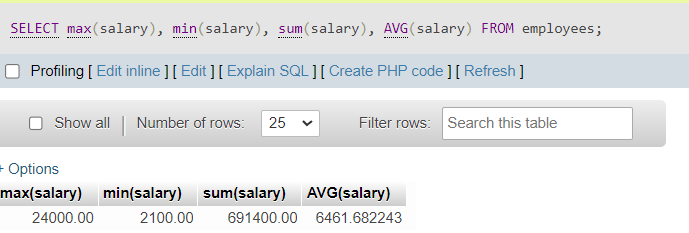 SELECT max(salary), min(salary), sum(salary), AVG(salary) FROM employees;
Profiling [ Edit inline ] [ Edit ] [ Explain SQL ] [ Create PHP code ] [ Refresh ]
Show all | Number of rows: 25 Filter rows: Search this table
+ Options
max(salary) min(salary) sum(salary) AVG(salary)
24000.00 2100.00 691400.00 6461.682243